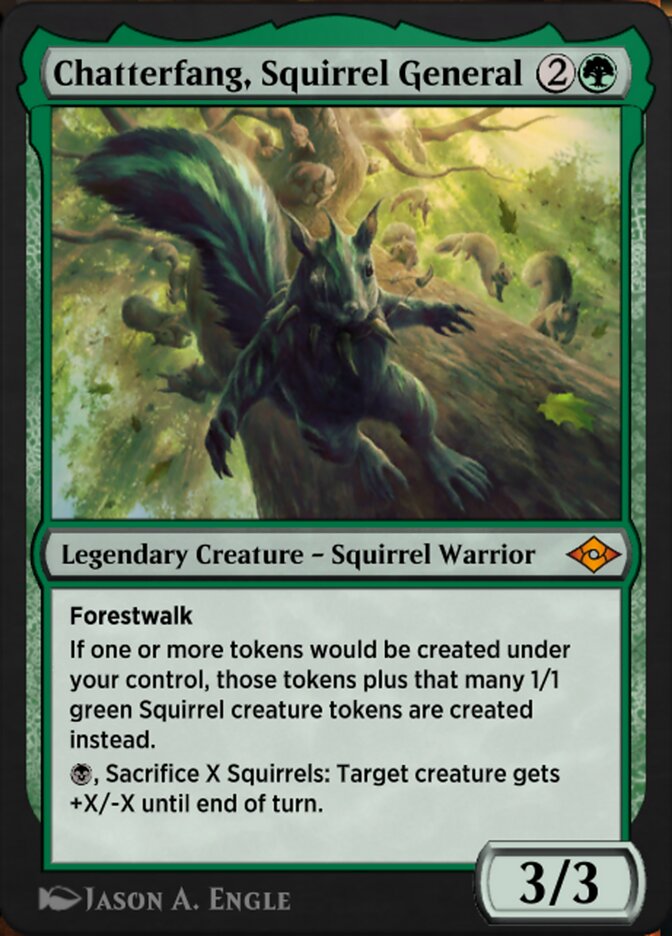 Chatterfang, Squirrel General 2
Legendary Creature – Squirrel Warrior
Forestwalk
If one or more tokens would be created under
your control, those tokens plus that many 1/1
green Squirrel creature tokens are created
instead.
, Sacrifice X Squirrels: Target creature gets
+X/-X until end of turn.
3/3
Jason A. Engle